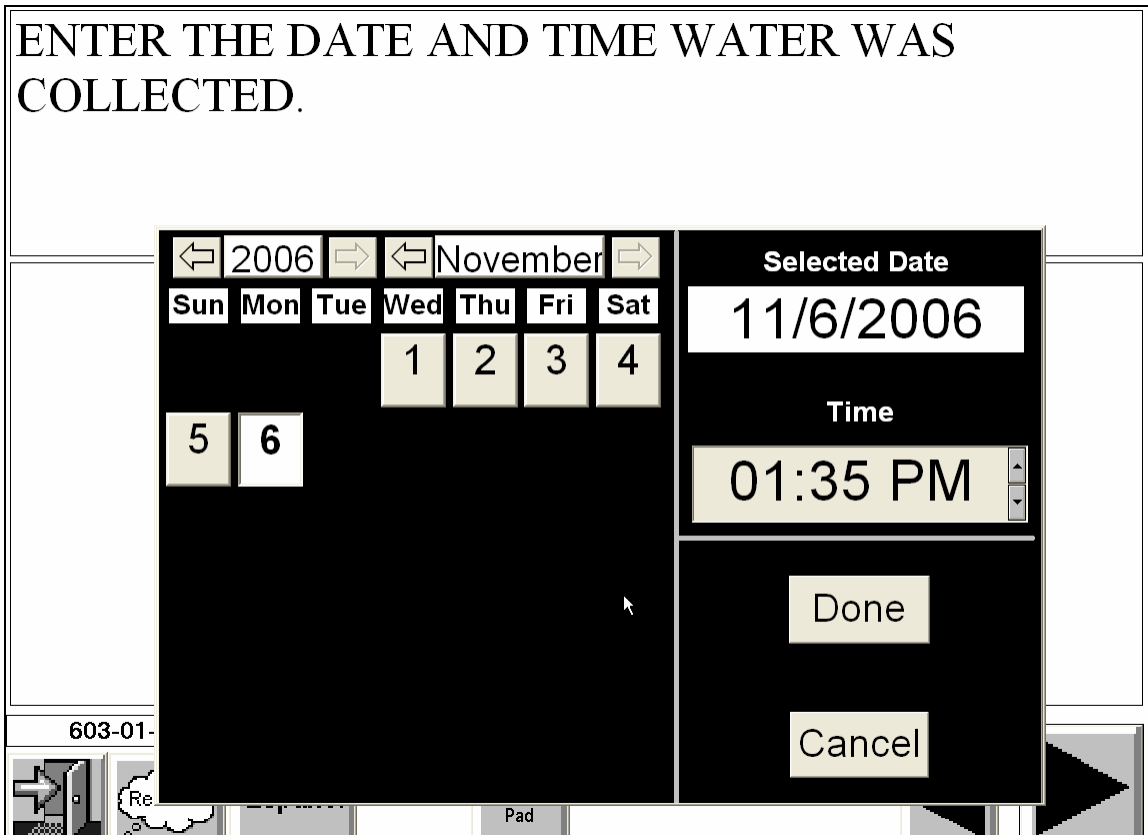 ENTER THE DATE AND TIME WATER WAS
COLLECTED.
2006 November
Sun Mon Tue Wed Thu Fri Sat
1 2 3 4
5 6
Selected Date
11/6/2006
Time
01:35 PM
Done
Cancel
603-01-
Re
Pad